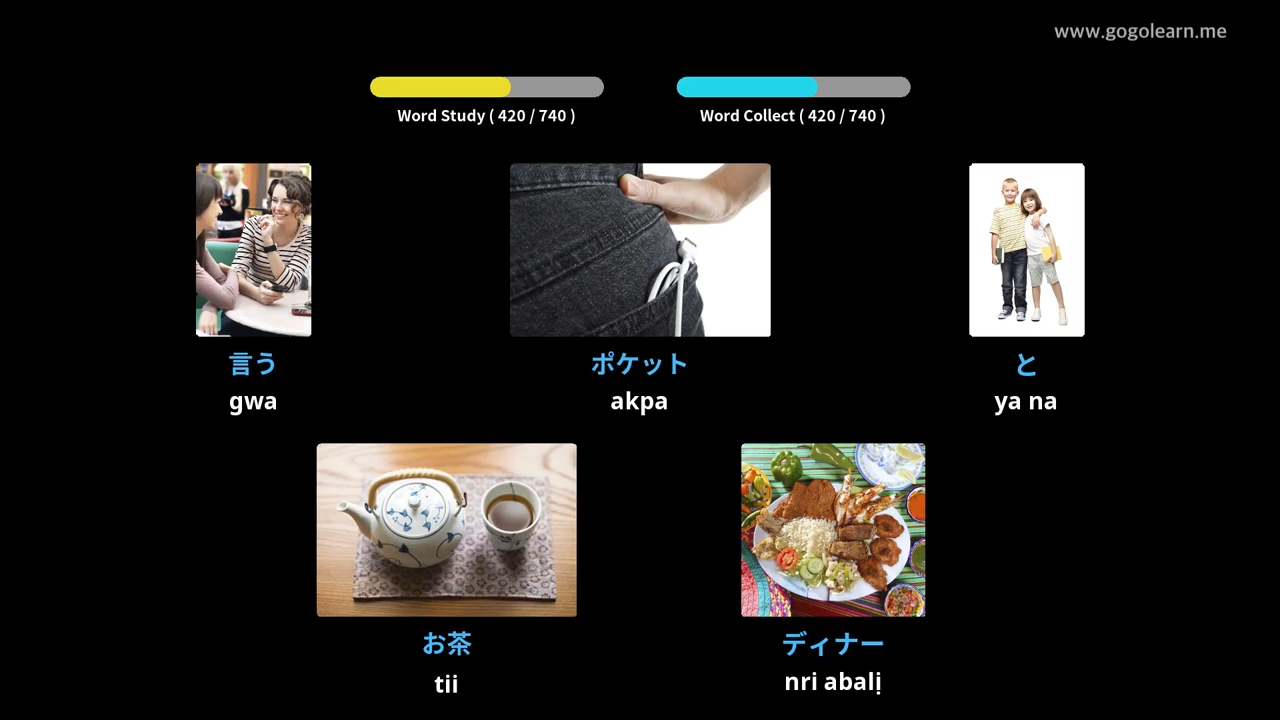 www.gogolearn.me
Word Study ( 420 / 740 )
Word Collect ( 420 / 740 )
言う
gwa
ポケット
akpa
と
ya na
お茶
tii
ディナー
nri abalị